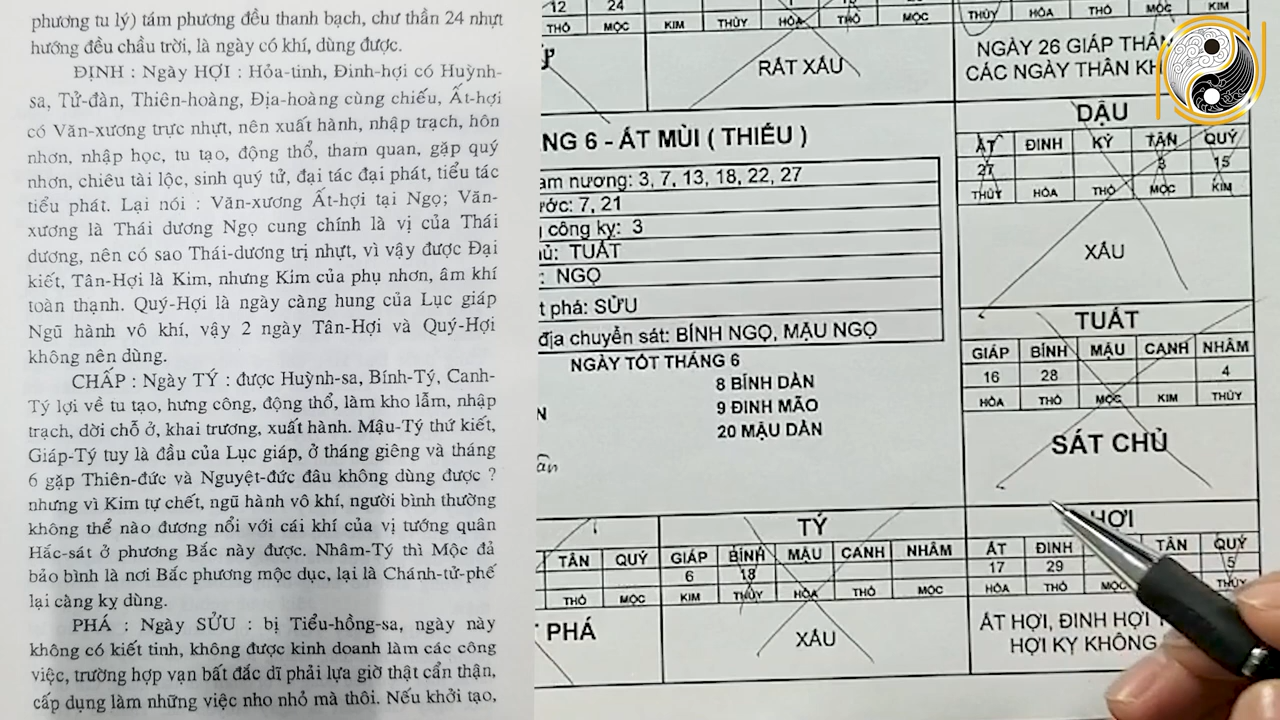 phương tu lý) tám phương đều thanh bạch, chư thần 24 nhựt
hướng đều chầu trời, là ngày có khí, dùng được.
ĐỊNH : Ngày HỢI : Hỏa-tinh, Đinh-hợi có Huỳnh-
sa, Tử-đàn, Thiên-hoàng, Địa-hoàng cùng chiếu, Ất-hợi
có Văn-xương trực nhựt, nên xuất hành, nhập trạch, hôn
nhơn, nhập học, tu tạo, động thổ, tham quan, gặp quý
nhơn, chiêu tài lộc, sinh quý tử, đại tác đại phát, tiểu tác
tiểu phát. Lại nói : Văn-xương Ất-hợi tại Ngọ; Văn-
xương là Thái dương Ngọ cung chính là vị của Thái
dương, nên có sao Thái-dương trị nhựt, vì vậy được Đại
kiết, Tân-Hợi là Kim, nhưng Kim của phụ nhơn, âm khí
toàn thạnh. Quý-Hợi là ngày càng hung của Lục giáp
Ngũ hành vô khí, vậy 2 ngày Tân-Hợi và Quý-Hợi
không nên dùng.
CHẤP : Ngày TÝ : được Huỳnh-sa, Bính-Tý, Canh-
Tý lợi về tu tạo, hưng công, động thổ, làm kho lẫm, nhập
trạch, dời chỗ ở, khai trương, xuất hành. Mậu-Tý thứ kiết,
Giáp-Tý tuy là đầu của Lục giáp, ở tháng giêng và tháng
6 gặp Thiên-đức và Nguyệt-đức đâu không dùng được ?
nhưng vì Kim tự chết, ngũ hành vô khí, người bình thường
không thể nào đương nổi với cái khí của vị tướng quân
Hắc-sát ở phương Bắc này được. Nhâm-Tý thì Mộc đả
bảo bình là nơi Bắc phương mộc dục, lại là Chánh-tử-phế
lại càng kỵ dùng.
PHÁ : Ngày SỬU : bị Tiểu-hồng-sa, ngày này
không có kiết tinh, không được kinh doanh làm các công
việc, trường hợp vạn bất đắc dĩ phải lựa giờ thật cẩn thận,
cấp dụng làm những việc nho nhỏ mà thôi. Nếu khởi tạo,
12 24
THỔ MỘC KIM THỦY HỎA THỔ MỘC THỦY HỎA THỔ MỘC KIM
RẤT XẤU
NGÀY 26 GIÁP THÂN
CÁC NGÀY THÂN KH
NG 6 - ẤT MÙI ( THIẾU )
am nương: 3, 7, 13, 18, 22, 27
ước: 7, 21
công kỵ: 3
ủ: TUẤT
: NGỌ
t phá: SỬU
địa chuyển sát: BÍNH NGỌ, MẬU NGỌ
NGÀY TỐT THÁNG 6
8 BÍNH DẦN
9 ĐINH MÃO
20 MẬU DẦN
DẬU
ẤT ĐINH KỶ TÂN QUÝ
27 3 15
THỦY HỎA THỔ MỘC KIM
XẤU
TUẤT
GIÁP BÍNH MẬU CANH NHÂM
16 28 4
HỎA THỔ MỘC KIM THỦY
SÁT CHỦ
TÂN QUÝ
THỔ MỘC
PHÁ
TÝ
GIÁP BÍNH MẬU CANH NHÂM
6 18
KIM THỦY HỎA THỔ MỘC
XẤU
HỢI
ẤT ĐINH TÂN QUÝ
17 29 5
HỎA THỔ THỦY
ẤT HỢI, ĐINH HỢI
HỢI KỴ KHÔNG